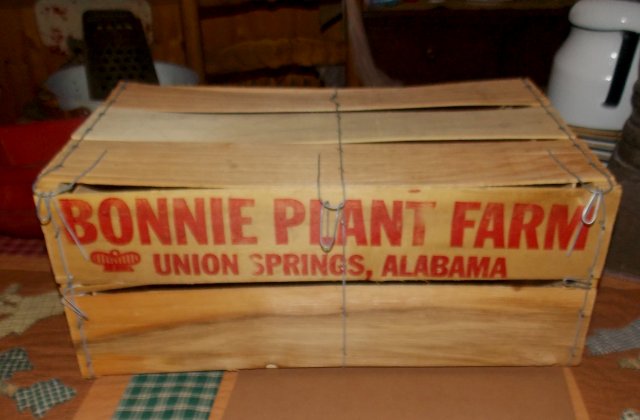 BONNIE PLANT FARM
UNION SPRINGS, ALABAMA